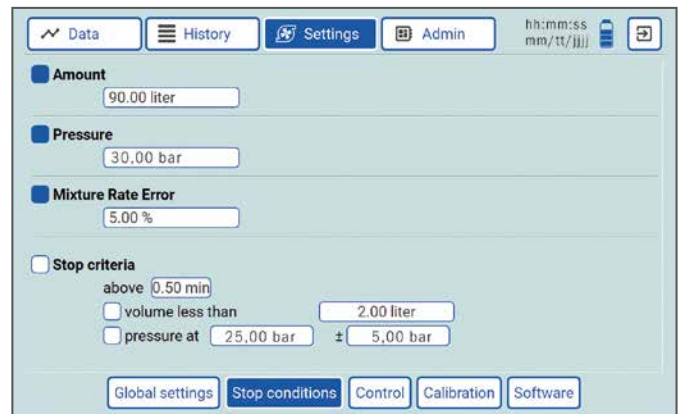 Data History Settings Admin hh:mm:ss
mm/tt/jjjj
Amount
90.00 liter
Pressure
30,00 bar
Mixture Rate Error
5.00 %
Stop criteria
above 0.50 min
volume less than 2.00 liter
pressure at 25,00 bar ± 5,00 bar
Global settings Stop conditions Control Calibration Software